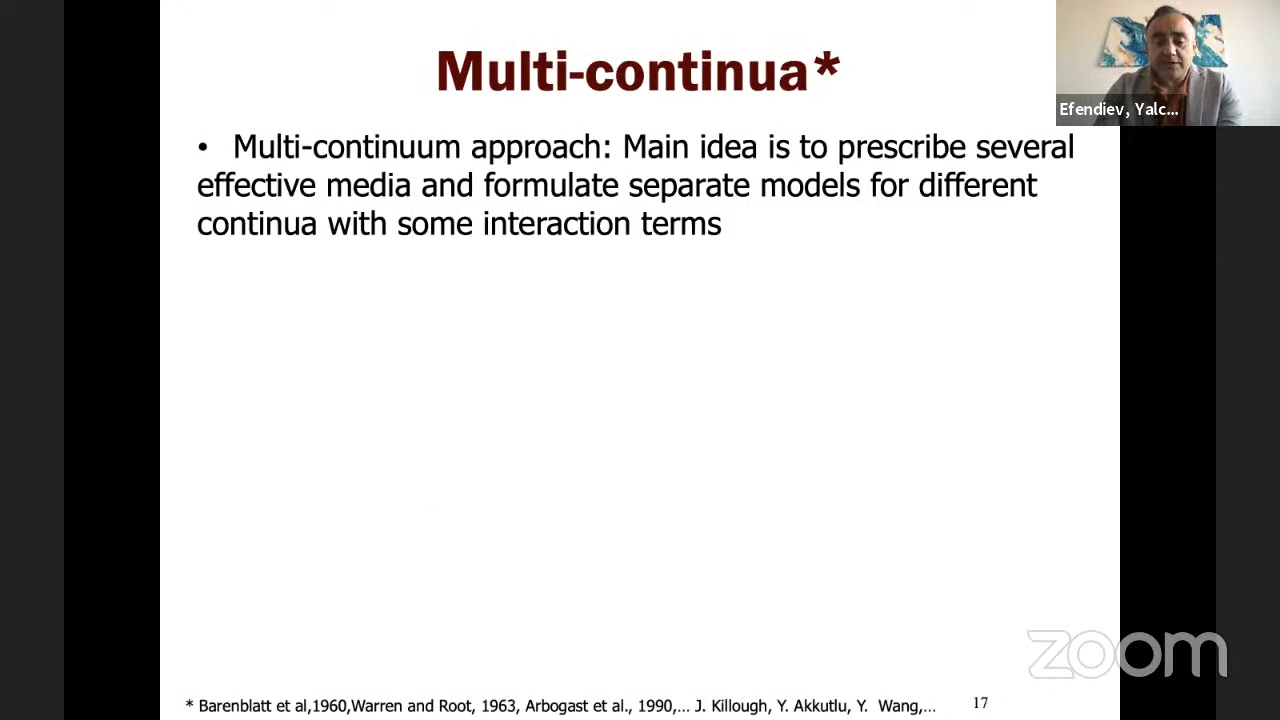 Multi-continua*
Efendiev, Yalc...
• Multi-continuum approach: Main idea is to prescribe several
effective media and formulate separate models for different
continua with some interaction terms
zoom
* Barenblatt et al,1960,Warren and Root, 1963, Arbogast et al., 1990,... J. Killough, Y. Akkutlu, Y. Wang,...
17